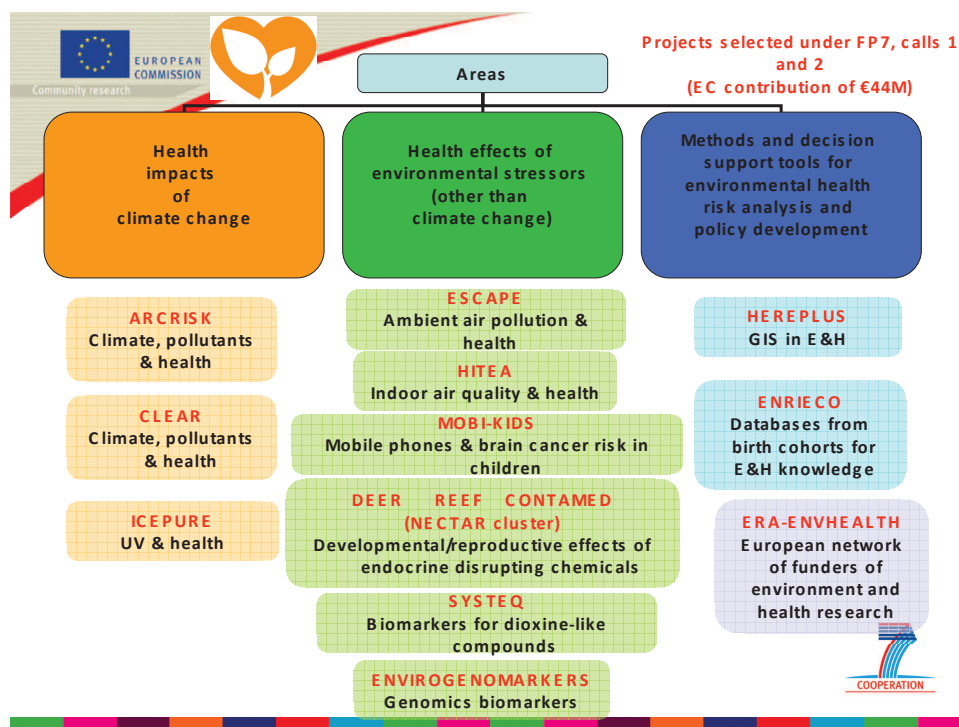 EUROPEAN
COMMISSION
Community research
Projects selected under FP7, calls 1
and 2
(EC contribution of €44M)
Areas
Health
impacts
of
climate change
Health effects of
environmental stressors
(other than
climate change)
Methods and decision
support tools for
environmental health
risk analysis and
policy development
ARCRISK
Climate, pollutants
& health
CLEAR
Climate, pollutants
& health
ICEPURE
UV & health
ESCAPE
Ambient air pollution &
health
HITEA
Indoor air quality & health
MOBI-KIDS
Mobile phones & brain cancer risk in
children
DEER REEF CONTAMED
(NECTAR cluster)
Developmental/reproductive effects of
endocrine disrupting chemicals
SYSTEQ
Biomarkers for dioxine-like
compounds
ENVIROGENOMARKERS
Genomics biomarkers
HEREPLUS
GIS in E&H
ENRIECO
Databases from
birth cohorts for
E&H knowledge
ERA-ENVHEALTH
European network
of funders of
environment and
health research
7
COOPERATION